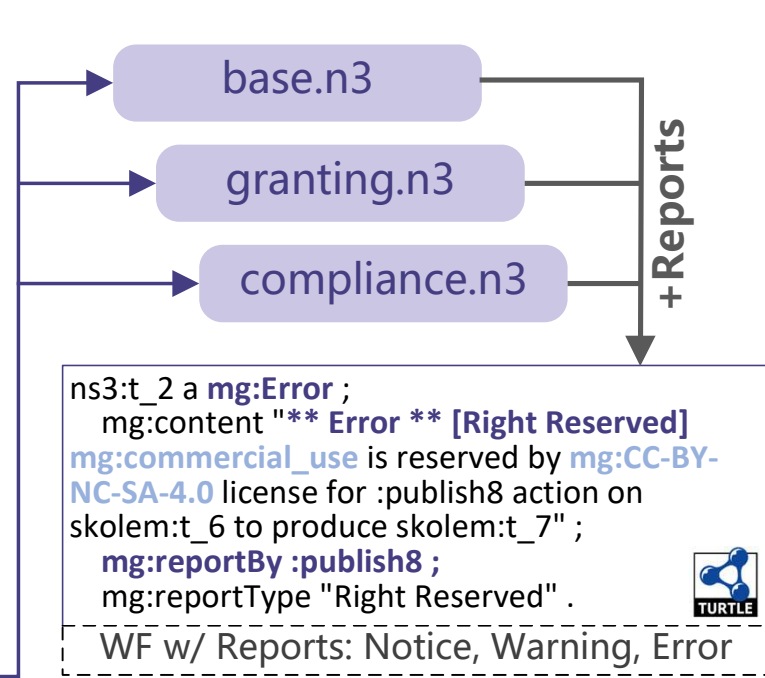 base.n3
granting.n3
compliance.n3
+Reports
ns3:t_2 a mg:Error ;
mg:content "** Error ** [Right Reserved]
mg:commercial_use is reserved by mg:CC-BY-
NC-SA-4.0 license for :publish8 action on
skolem:t_6 to produce skolem:t_7" ;
mg:reportBy :publish8 ;
mg:reportType "Right Reserved" .
TURTLE
WF w/ Reports: Notice, Warning, Error